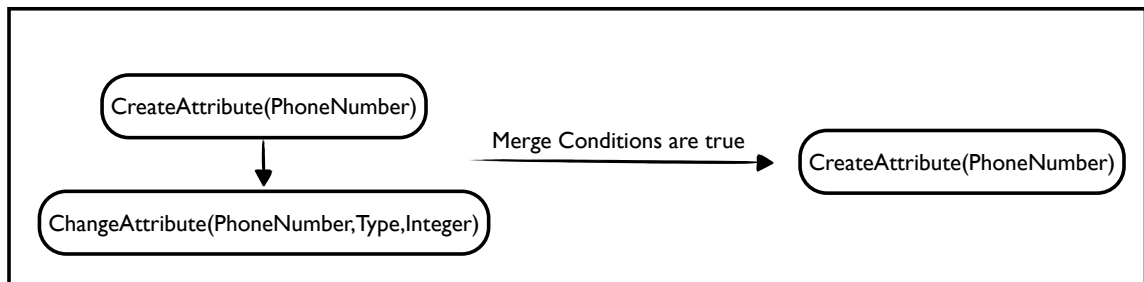 CreateAttribute(PhoneNumber)
Merge Conditions are true
CreateAttribute(PhoneNumber)
ChangeAttribute(PhoneNumber,Type,Integer)